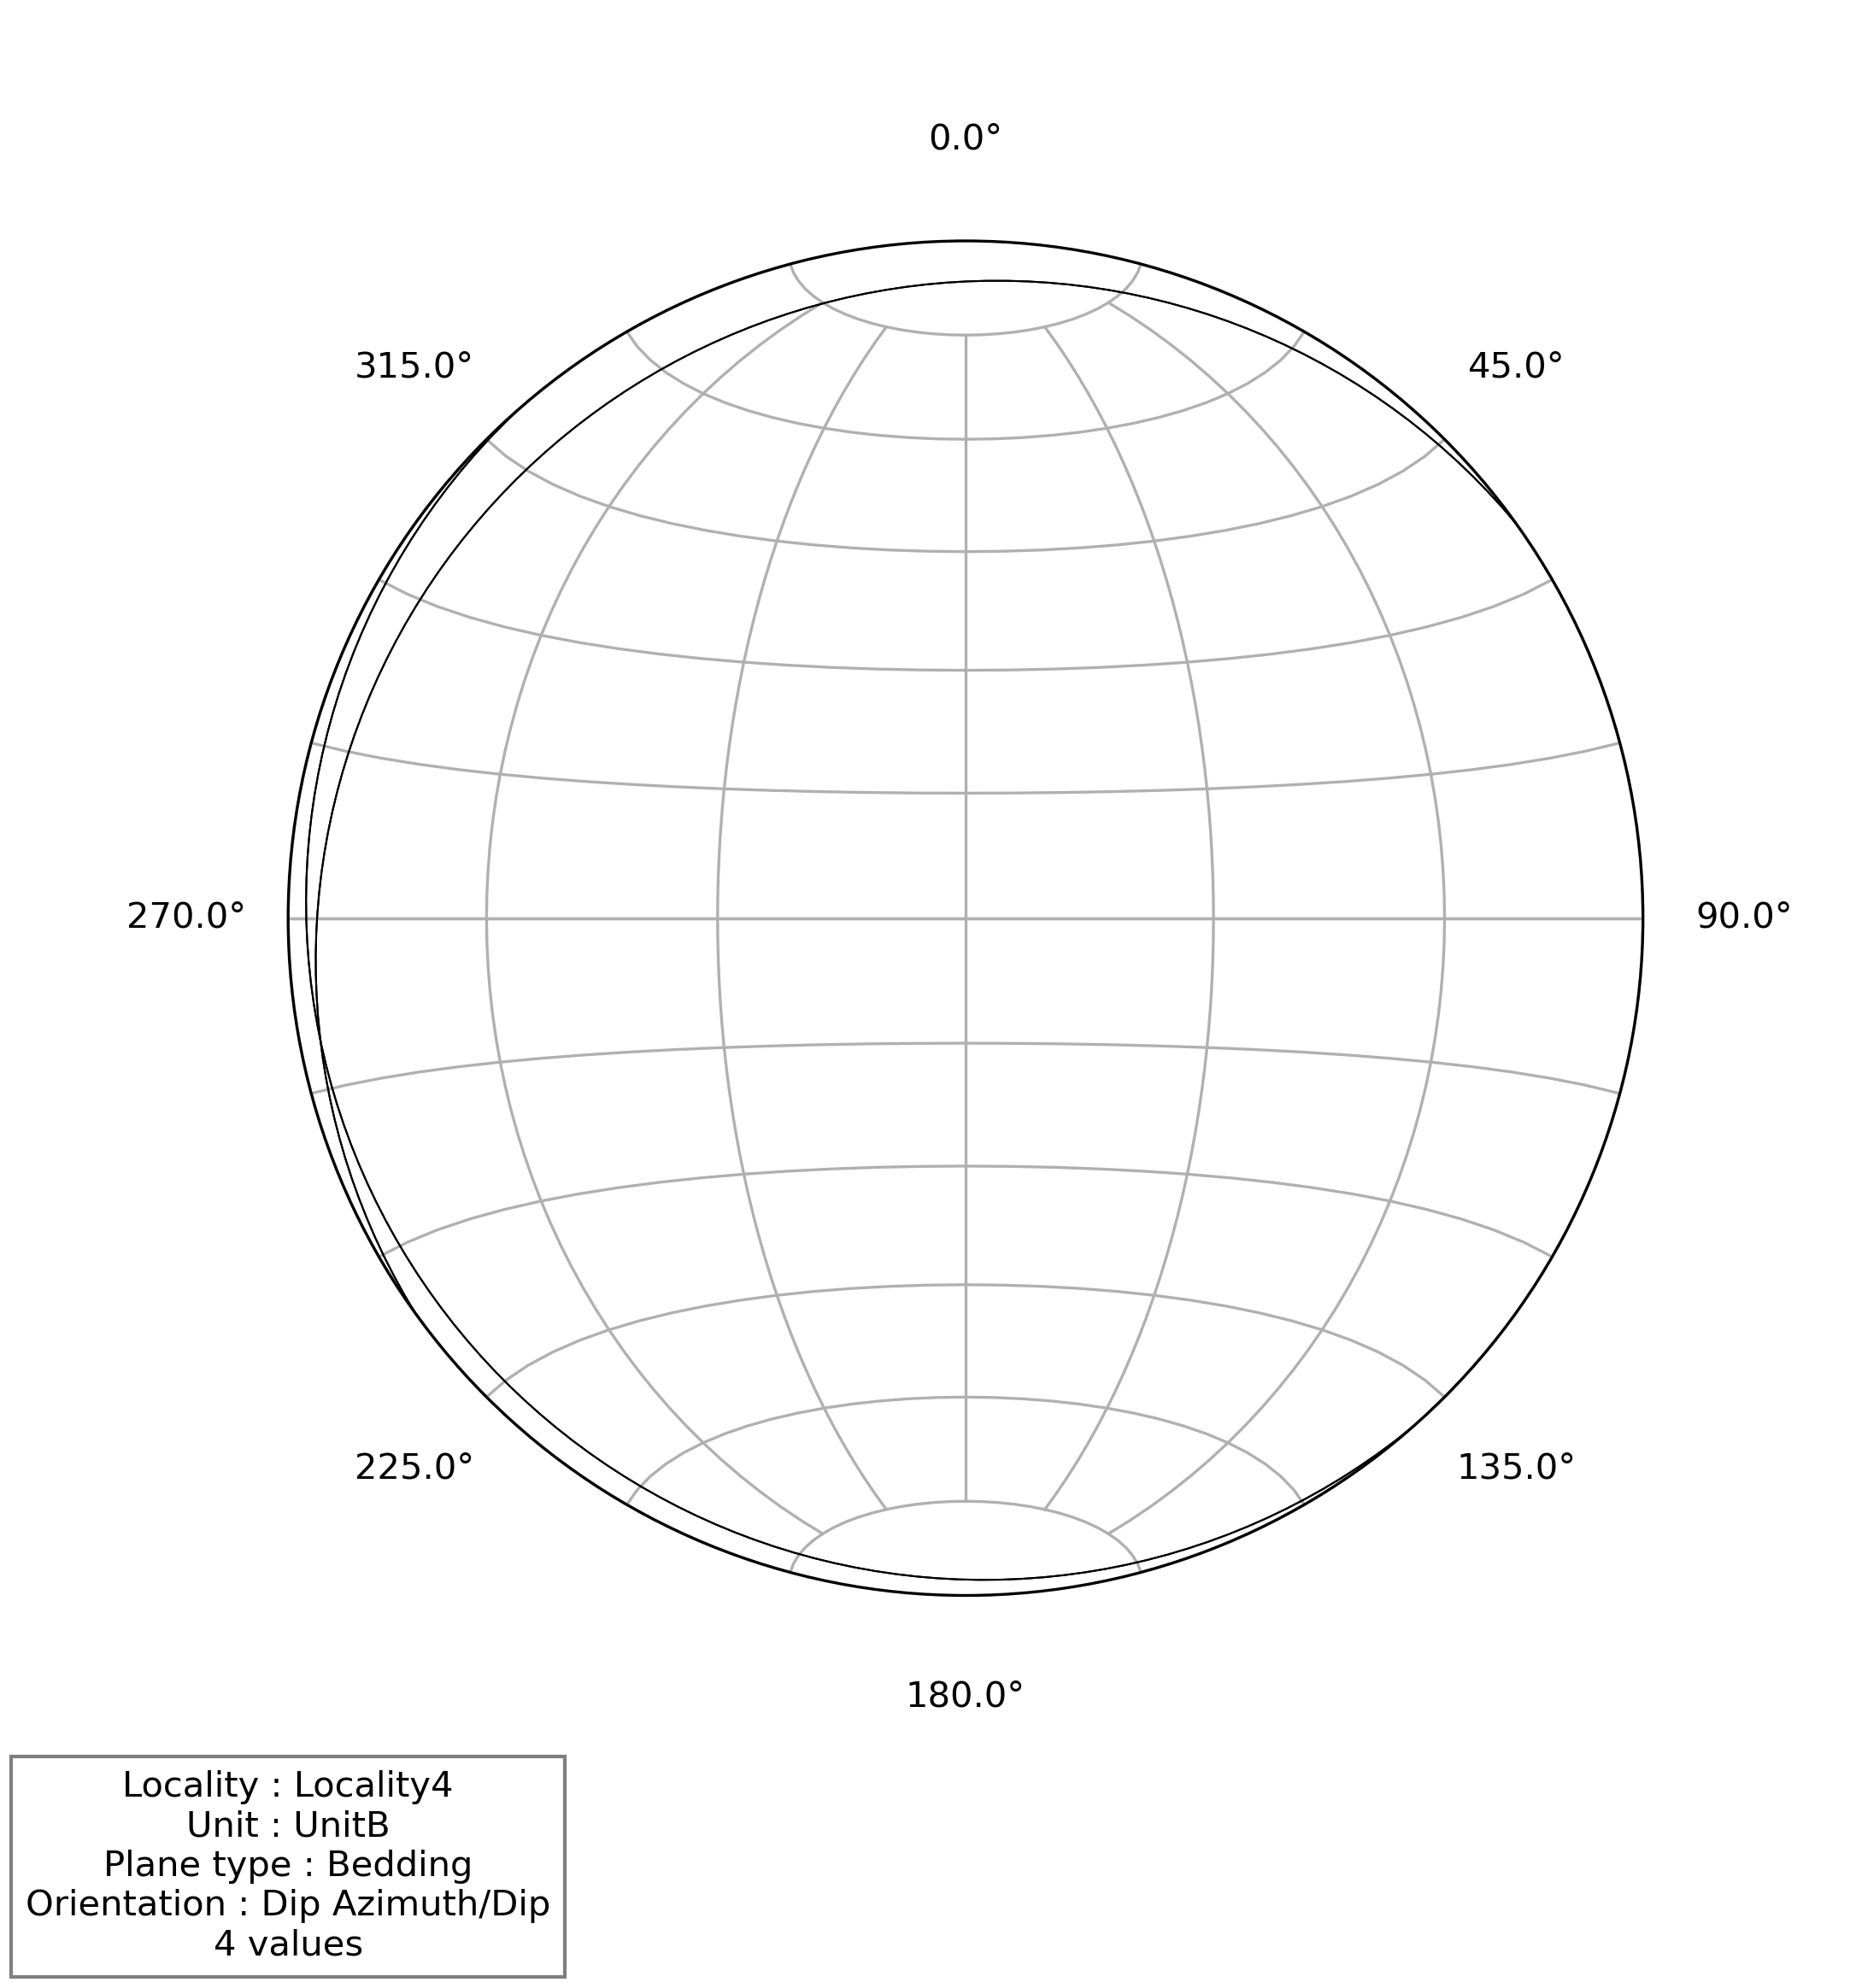 0.0°
315.0°
45.0°
270.0°
90.0°
225.0°
135.0°
180.0°
Locality : Locality4
Unit : UnitB
Plane type : Bedding
Orientation : Dip Azimuth/Dip
4 values